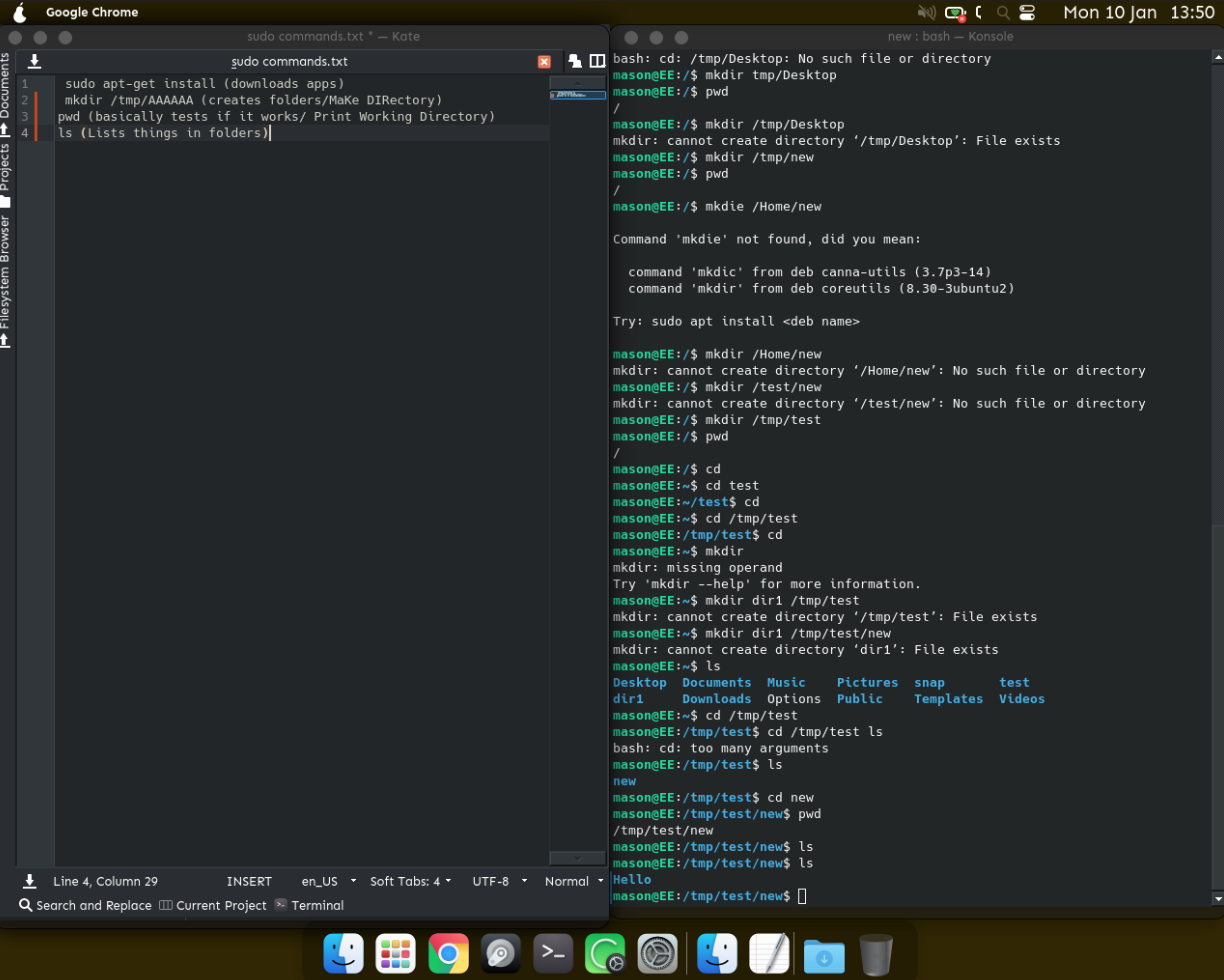 Google Chrome
Mon 10 Jan 13:50
sudo commands.txt * — Kate
sudo commands.txt
Documents
Projects
Filesystem Browser
1 sudo apt-get install (downloads apps)
2 mkdir /tmp/AAAAAA (creates folders/MaKe DIRectory)
3 pwd (basically tests if it works/ Print Working Directory)
4 ls (Lists things in folders)
Line 4, Column 29 INSERT en_US Soft Tabs: 4 UTF-8 Normal
Search and Replace Current Project Terminal
new : bash — Konsole
bash: cd: /tmp/Desktop: No such file or directory
mason@EE:/$ mkdir tmp/Desktop
mason@EE:/$ pwd
/
mason@EE:/$ mkdir /tmp/Desktop
mkdir: cannot create directory ‘/tmp/Desktop’: File exists
mason@EE:/$ mkdir /tmp/new
mason@EE:/$ pwd
/
mason@EE:/$ mkdie /Home/new
Command 'mkdie' not found, did you mean:
command 'mkdic' from deb canna-utils (3.7p3-14)
command 'mkdir' from deb coreutils (8.30-3ubuntu2)
Try: sudo apt install <deb name>
mason@EE:/$ mkdir /Home/new
mkdir: cannot create directory ‘/Home/new’: No such file or directory
mason@EE:/$ mkdir /test/new
mkdir: cannot create directory ‘/test/new’: No such file or directory
mason@EE:/$ mkdir /tmp/test
mason@EE:/$ pwd
/
mason@EE:/$ cd
mason@EE:~$ cd test
mason@EE:~/test$ cd
mason@EE:~$ cd /tmp/test
mason@EE:/tmp/test$ cd
mason@EE:~$ mkdir
mkdir: missing operand
Try 'mkdir --help' for more information.
mason@EE:~$ mkdir dir1 /tmp/test
mkdir: cannot create directory ‘/tmp/test’: File exists
mason@EE:~$ mkdir dir1 /tmp/test/new
mkdir: cannot create directory ‘dir1’: File exists
mason@EE:~$ ls
Desktop Documents Music Pictures snap test
dir1 Downloads Options Public Templates Videos
mason@EE:~$ cd /tmp/test
mason@EE:/tmp/test$ cd /tmp/test ls
bash: cd: too many arguments
mason@EE:/tmp/test$ ls
new
mason@EE:/tmp/test$ cd new
mason@EE:/tmp/test/new$ pwd
/tmp/test/new
mason@EE:/tmp/test/new$ ls
mason@EE:/tmp/test/new$ ls
Hello
mason@EE:/tmp/test/new$